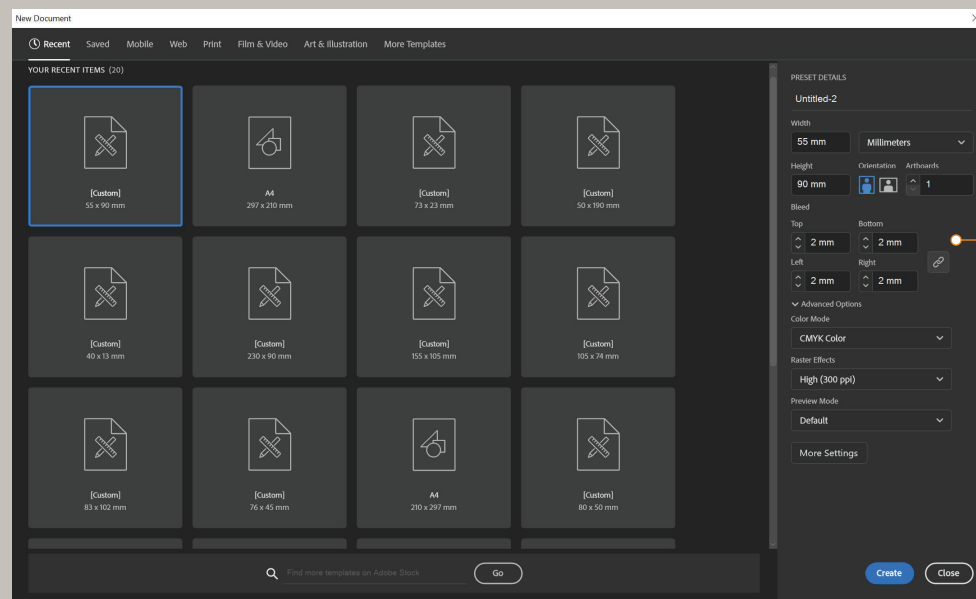 New Document
Recent Saved Mobile Web Print Film & Video Art & Illustration More Templates
YOUR RECENT ITEMS (20)
[Custom]
55 x 90 mm
A4
297 x 210 mm
[Custom]
73 x 23 mm
[Custom]
50 x 190 mm
[Custom]
40 x 13 mm
[Custom]
230 x 90 mm
[Custom]
155 x 105 mm
[Custom]
105 x 74 mm
[Custom]
83 x 102 mm
[Custom]
76 x 45 mm
A4
210 x 297 mm
[Custom]
80 x 50 mm
Find more templates on Adobe Stock
Go
PRESET DETAILS
Untitled-2
Width
55 mm Millimeters
Height Orientation Artboards
90 mm 1
Bleed
Top Bottom
2 mm 2 mm
Left Right
2 mm 2 mm
Advanced Options
Color Mode
CMYK Color
Raster Effects
High (300 ppi)
Preview Mode
Default
More Settings
Create Close